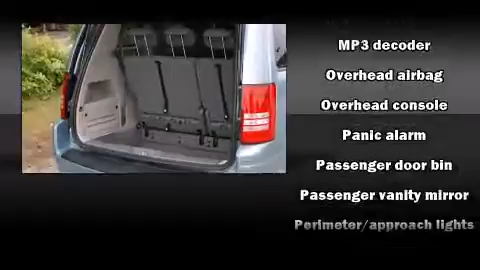 MP3 decoder
Overhead airbag
Overhead console
Panic alarm
Passenger door bin
Passenger vanity mirror
Perimeter/approach lights